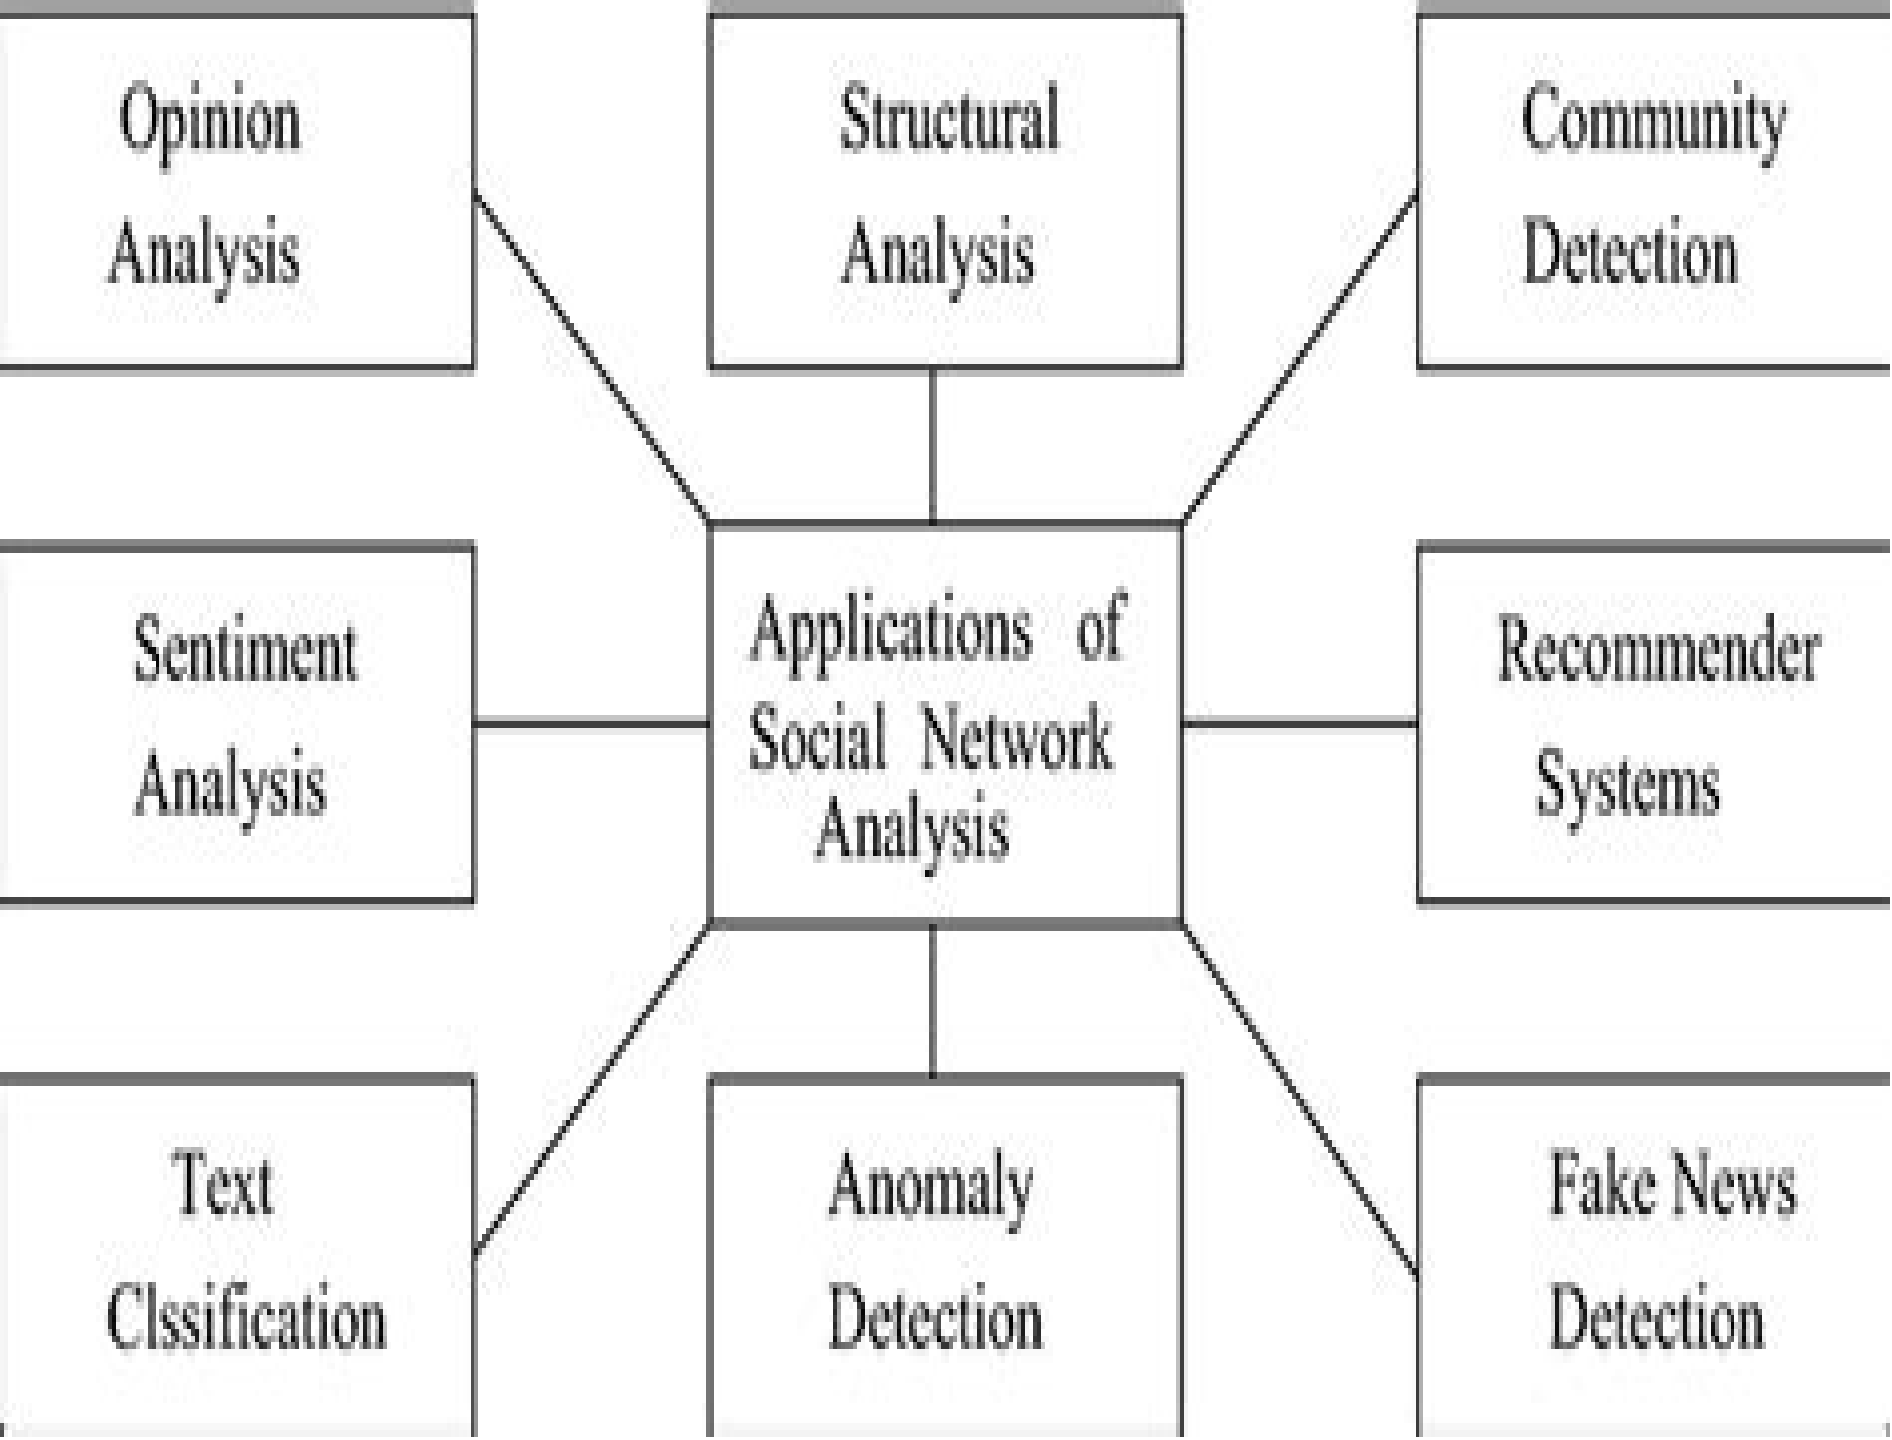 Opinion
Analysis
Structural
Analysis
Community
Detection
Sentiment
Analysis
Applications of
Social Network
Analysis
Recommender
Systems
Text
Clssification
Anomaly
Detection
Fake News
Detection